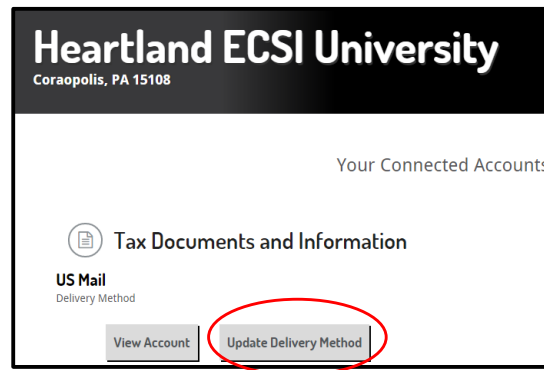 Heartland ECSI University
Coraopolis, PA 15108
Your Connected Accounts
Tax Documents and Information
US Mail
Delivery Method
View Account Update Delivery Method